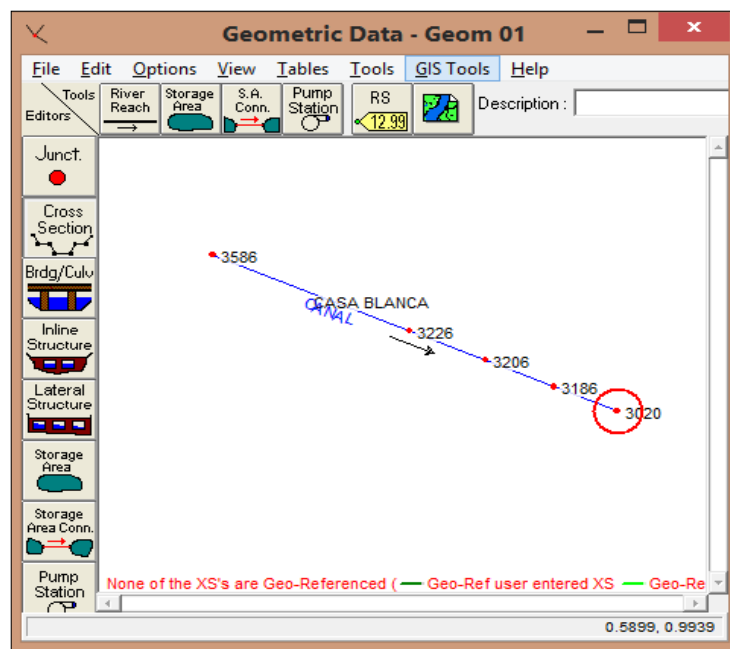 Geometric Data - Geom 01
File Edit Options View Tables Tools GIS Tools Help
Tools
Editors
River Reach
Storage Area
S.A. Conn.
Pump Station
RS
12.99
Description :
Junct.
Cross Section
Brdg/Culv
Inline Structure
Lateral Structure
Storage Area
Storage Area Conn.
Pump Station
3586
CASA BLANCA
CANAL
3226
3206
3186
3020
None of the XS's are Geo-Referenced ( Geo-Ref user entered XS Geo-Re
0.5899, 0.9939